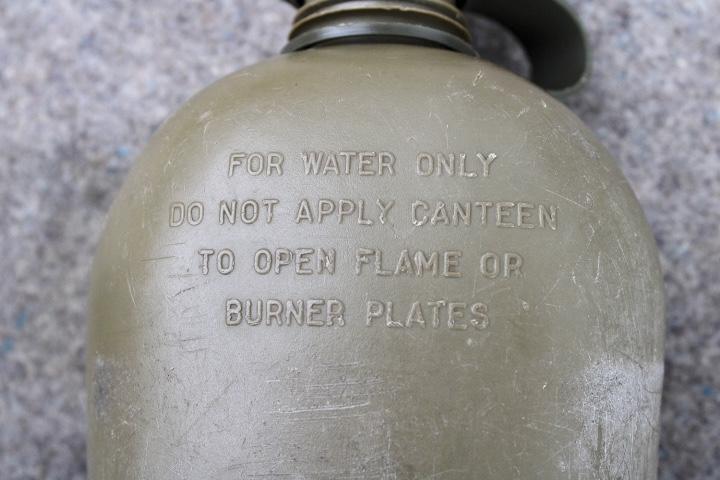 FOR WATER ONLY
DO NOT APPLY CANTEEN
TO OPEN FLAME OR
BURNER PLATES